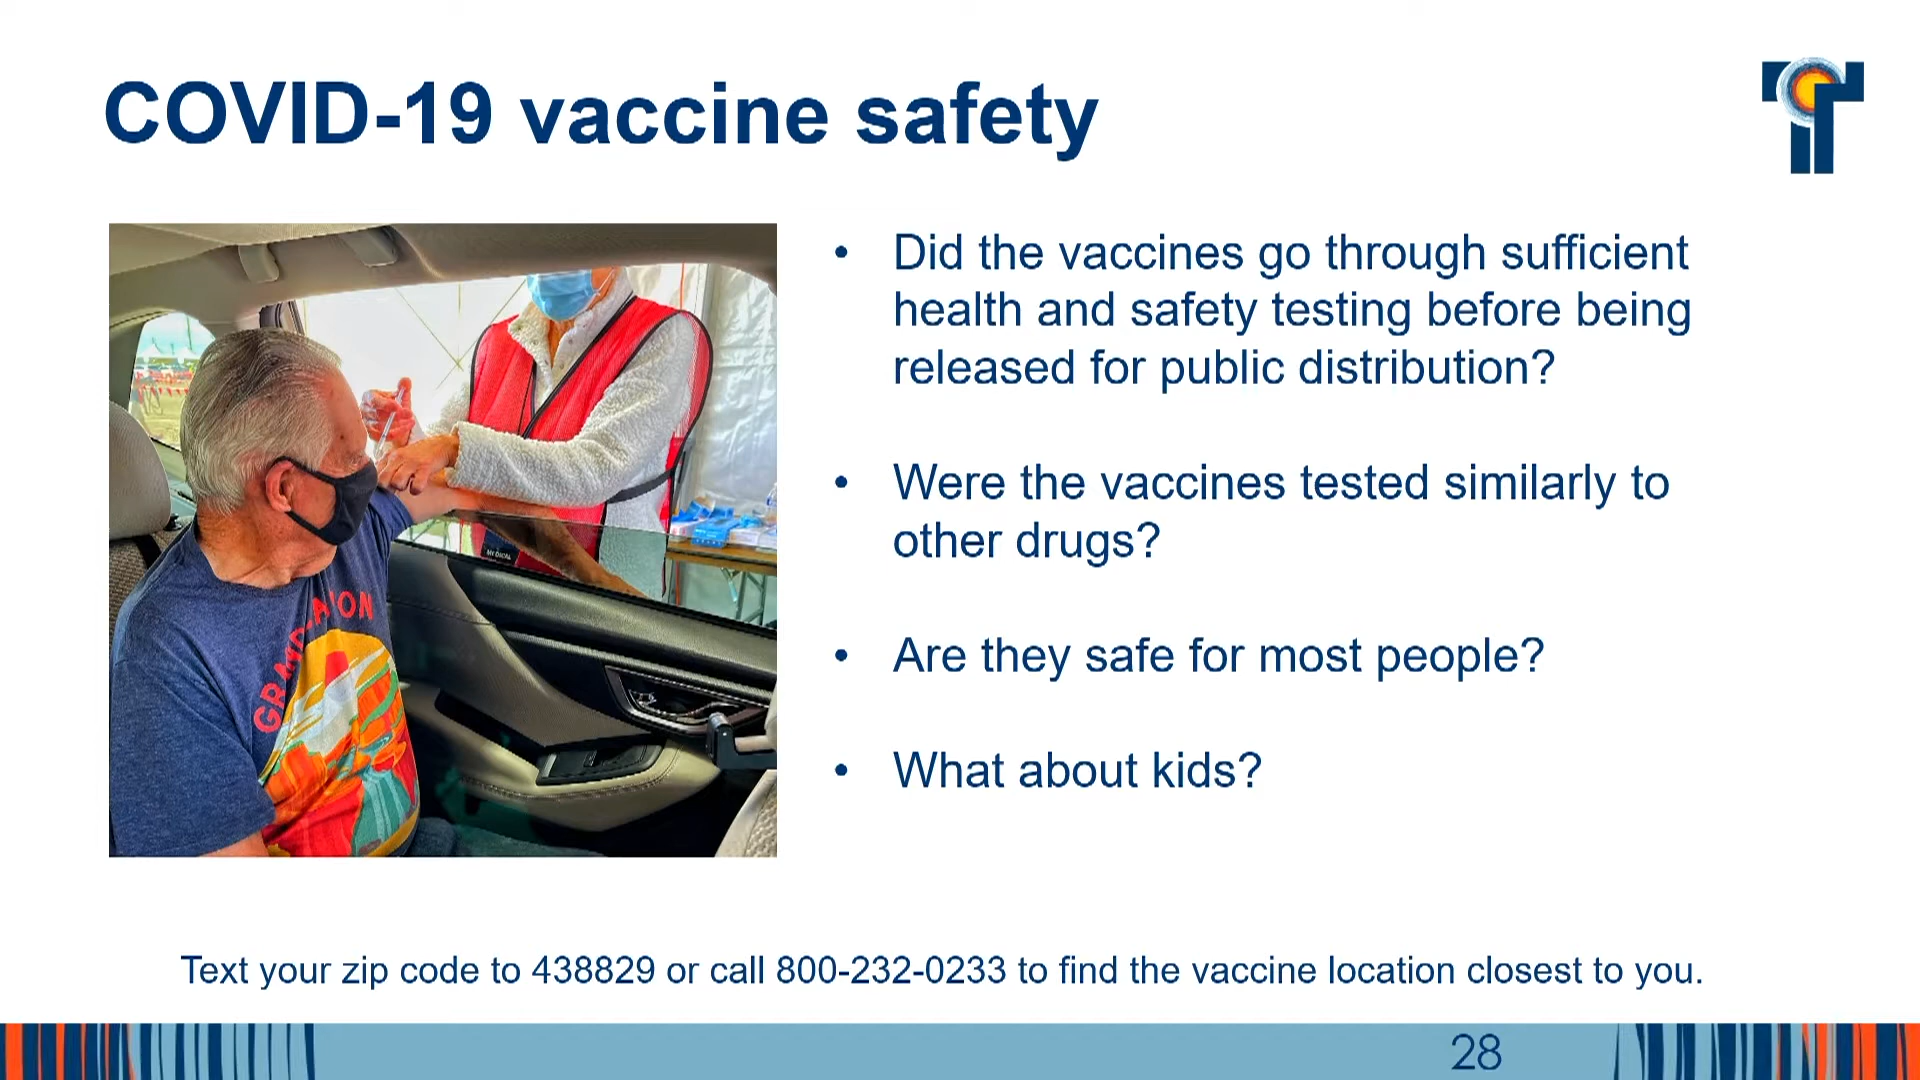 COVID-19 vaccine safety
• Did the vaccines go through sufficient
health and safety testing before being
released for public distribution?
• Were the vaccines tested similarly to
other drugs?
• Are they safe for most people?
• What about kids?
MEDICAL
Text your zip code to 438829 or call 800-232-0233 to find the vaccine location closest to you.
28